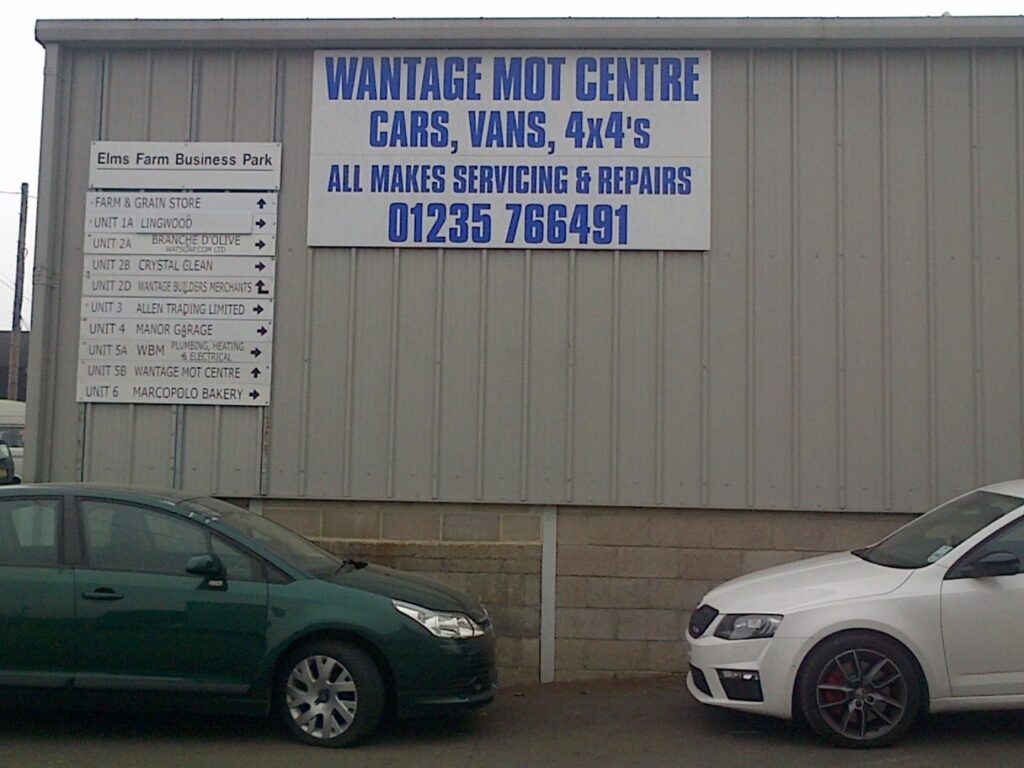 WANTAGE MOT CENTRE
CARS, VANS, 4x4's
ALL MAKES SERVICING & REPAIRS
01235 766491
Elms Farm Business Park
FARM & GRAIN STORE
UNIT 1A LINGWOOD
UNIT 2A BRANCHE D'OLIVE
WATSOAP.COM LTD
UNIT 2B CRYSTAL CLEAN
UNIT 2D WANTAGE BUILDERS MERCHANTS
UNIT 3 ALLEN TRADING LIMITED
UNIT 4 MANOR GARAGE
UNIT 5A WBM PLUMBING, HEATING
& ELECTRICAL
UNIT 5B WANTAGE MOT CENTRE
UNIT 6 MARCOPOLO BAKERY